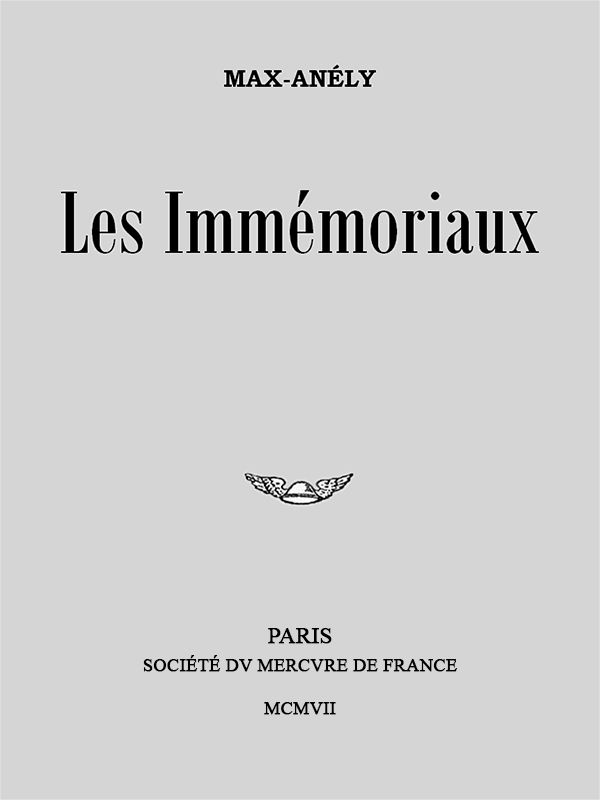 MAX-ANÉLY
Les Immémoriaux
PARIS
SOCIÉTÉ DV MERCVRE DE FRANCE
MCMVII